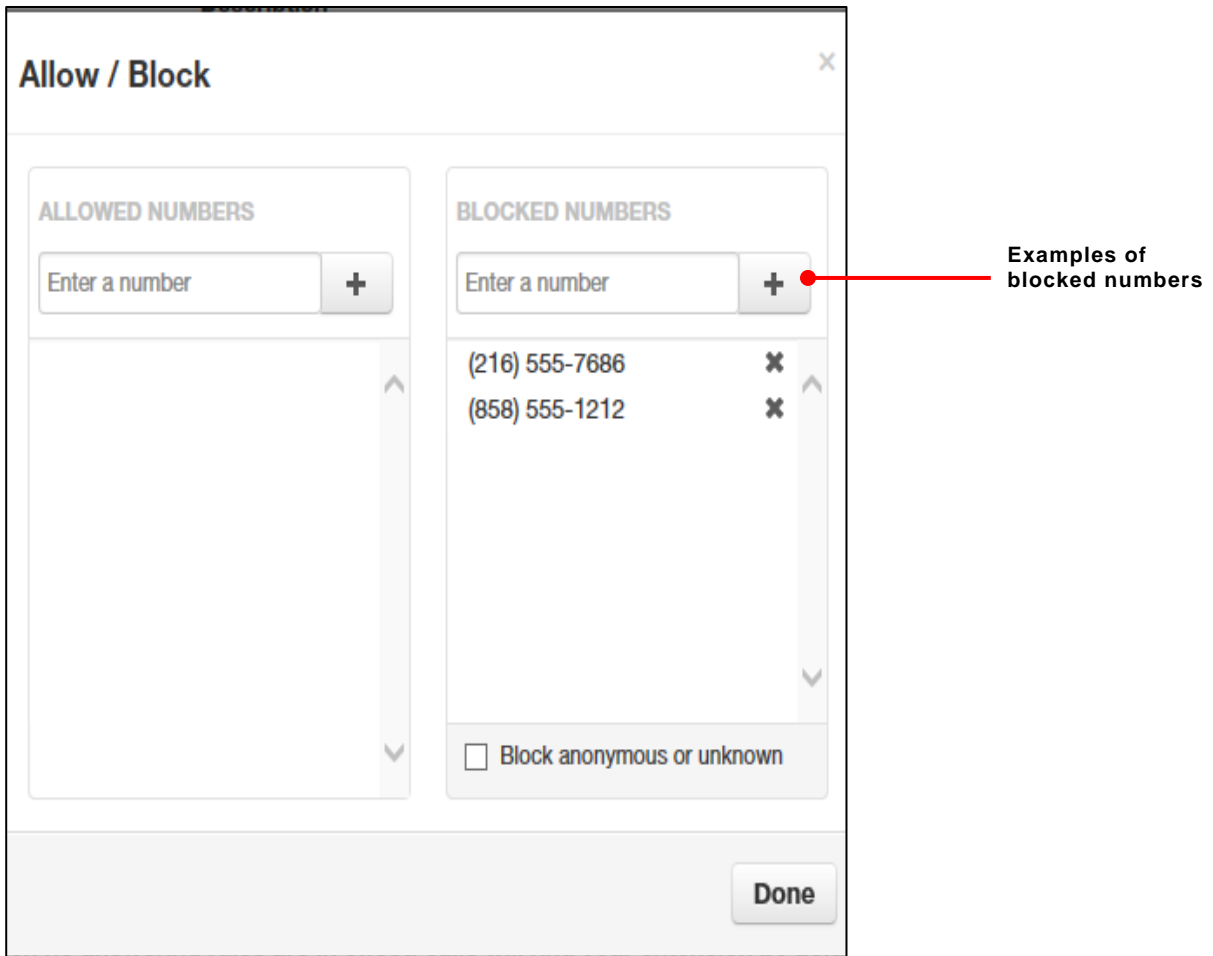 Allow / Block
ALLOWED NUMBERS
Enter a number
BLOCKED NUMBERS
Enter a number
(216) 555-7686
(858) 555-1212
Block anonymous or unknown
Done
Examples of
blocked numbers